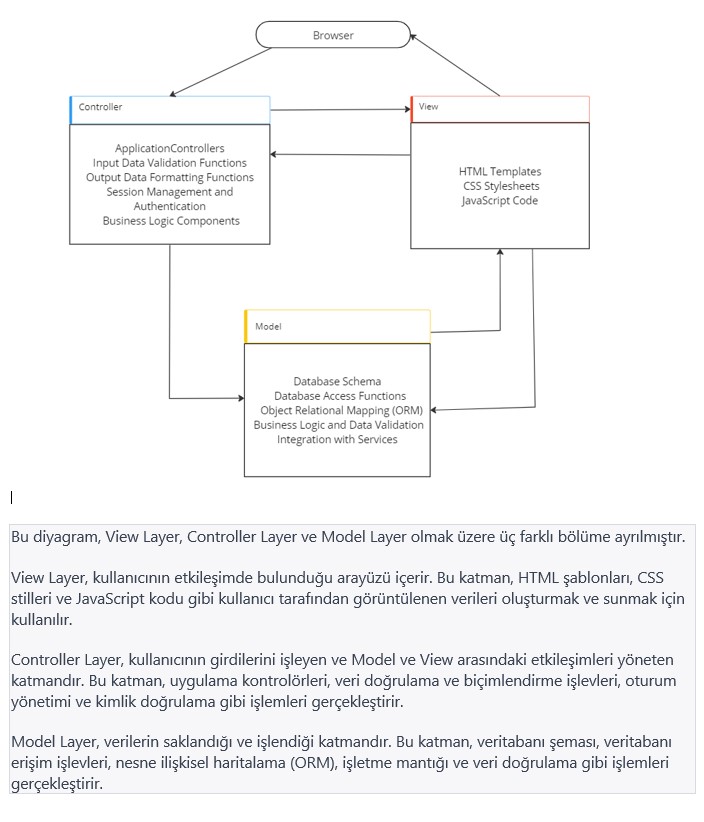 Browser
Controller
ApplicationControllers
Input Data Validation Functions
Output Data Formatting Functions
Session Management and
Authentication
Business Logic Components
View
HTML Templates
CSS Stylesheets
JavaScript Code
Model
Database Schema
Database Access Functions
Object Relational Mapping (ORM)
Business Logic and Data Validation
Integration with Services
Bu diyagram, View Layer, Controller Layer ve Model Layer olmak üzere üç farklı bölüme ayrılmıştır.
View Layer, kullanıcının etkileşimde bulunduğu arayüzü içerir. Bu katman, HTML şablonları, CSS
stilleri ve JavaScript kodu gibi kullanıcı tarafından görüntülenen verileri oluşturmak ve sunmak için
kullanılır.
Controller Layer, kullanıcının girdilerini işleyen ve Model ve View arasındaki etkileşimleri yöneten
katmandır. Bu katman, uygulama kontrolörleri, veri doğrulama ve biçimlendirme işlevleri, oturum
yönetimi ve kimlik doğrulama gibi işlemleri gerçekleştirir.
Model Layer, verilerin saklandığı ve işlendiği katmandır. Bu katman, veritabanı şeması, veritabanı
erişim işlevleri, nesne ilişkisel haritalama (ORM), işletme mantığı ve veri doğrulama gibi işlemleri
gerçekleştirir.